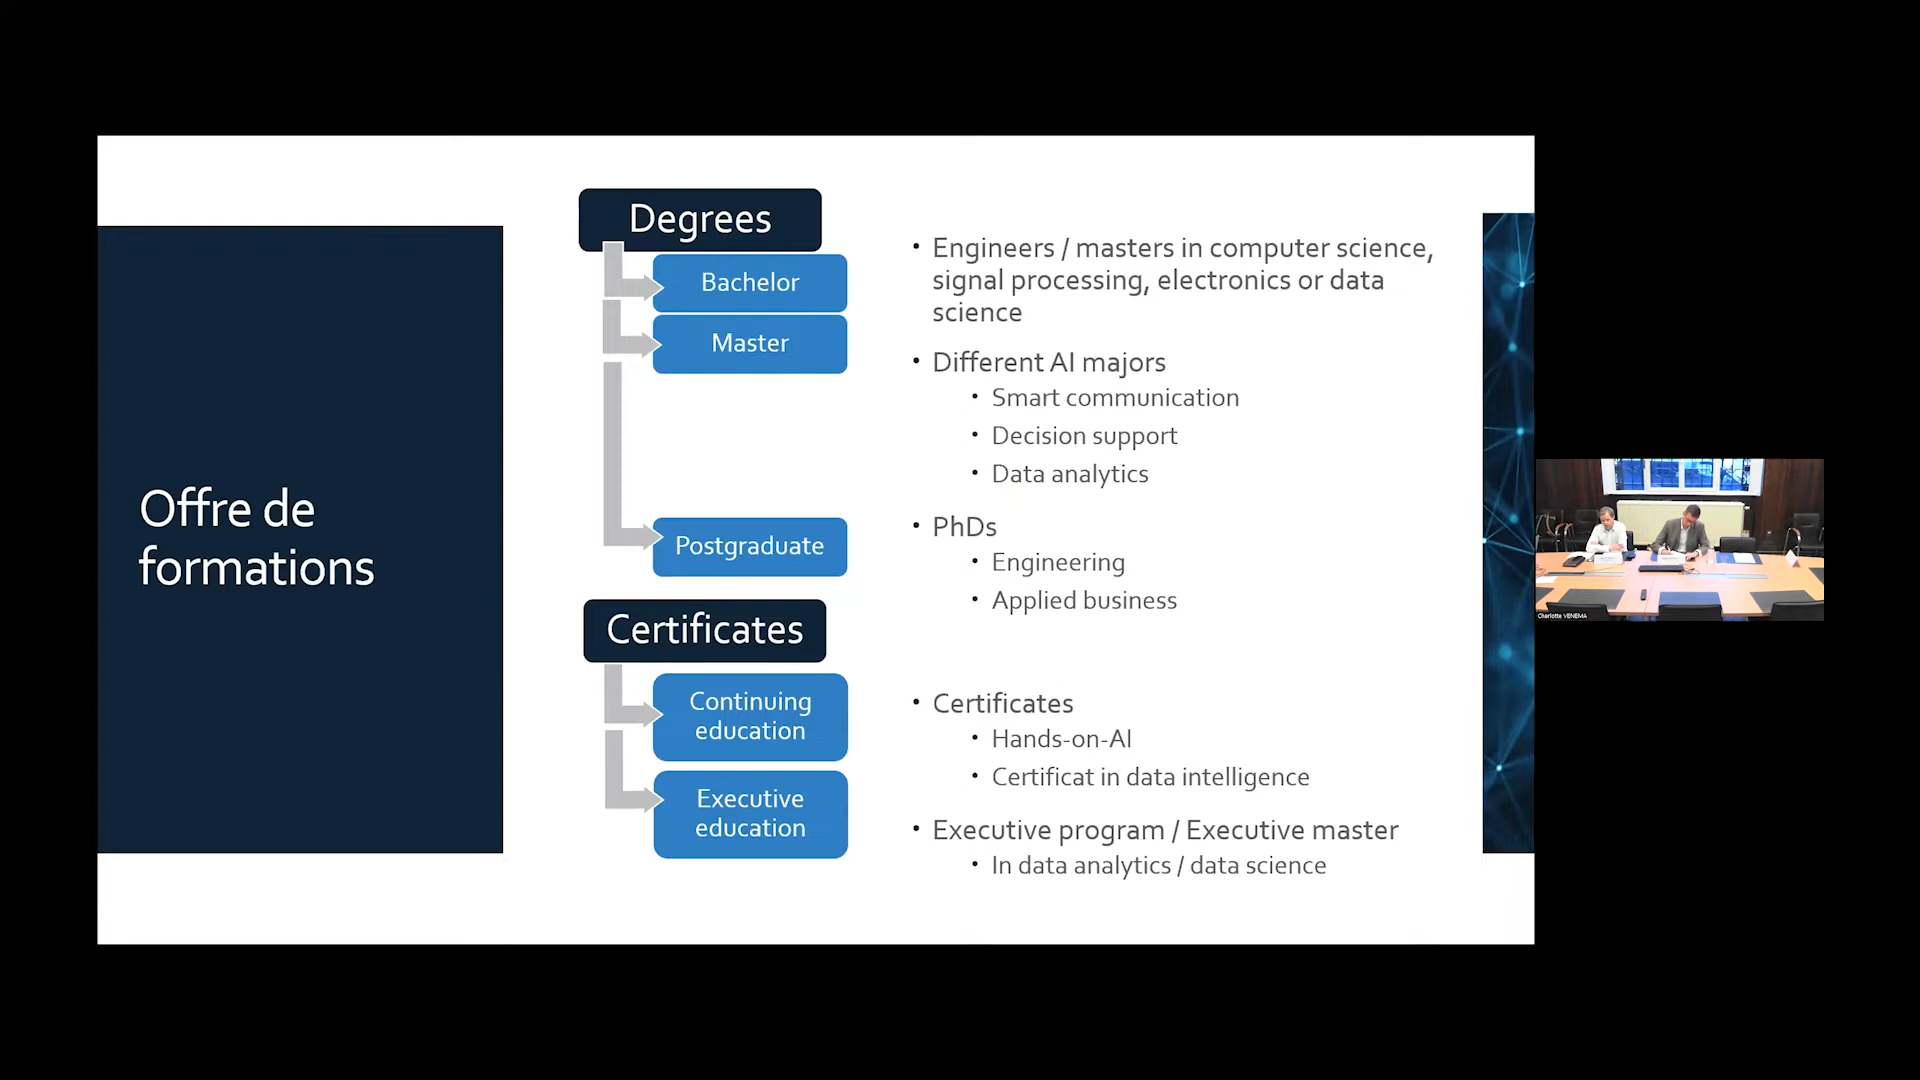 Offre de
formations
Degrees
Bachelor
Master
Postgraduate
Certificates
Continuing
education
Executive
education
• Engineers / masters in computer science,
signal processing, electronics or data
science
• Different AI majors
• Smart communication
• Decision support
• Data analytics
• PhDs
• Engineering
• Applied business
• Certificates
• Hands-on-AI
• Certificat in data intelligence
• Executive program / Executive master
• In data analytics / data science
Charlotte VENEMA